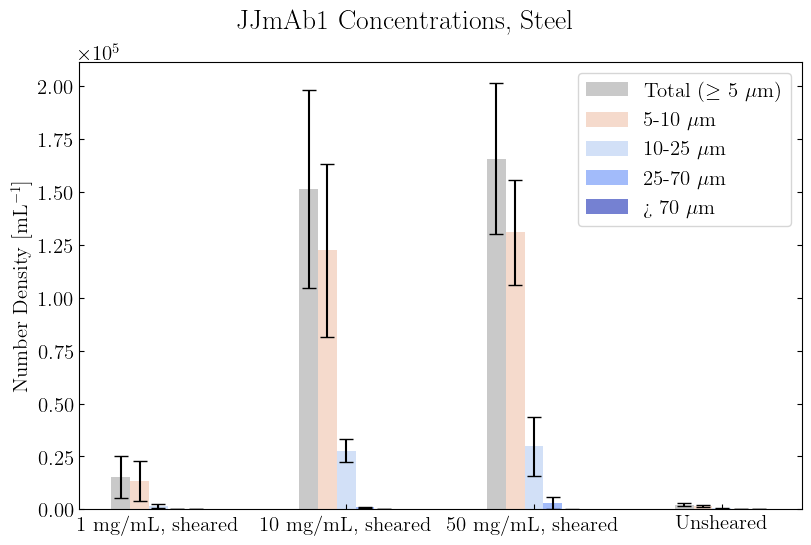 JJmAb1 Concentrations, Steel
×10⁵
2.00
1.75
1.50
1.25
1.00
0.75
0.50
0.25
0.00
Number Density [mL⁻¹]
Total (≥ 5 μm)
5-10 μm
10-25 μm
25-70 μm
¿ 70 μm
1 mg/mL, sheared
10 mg/mL, sheared
50 mg/mL, sheared
Unsheared